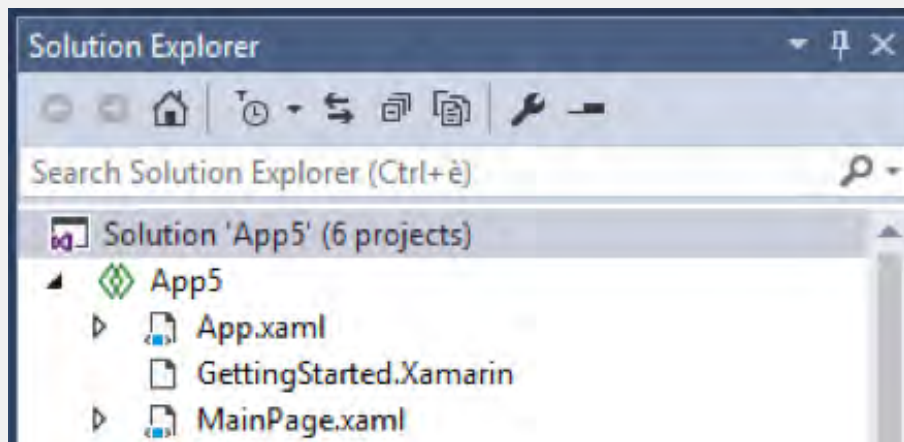 Solution Explorer
Search Solution Explorer (Ctrl+è)
Solution 'App5' (6 projects)
App5
App.xaml
GettingStarted.Xamarin
MainPage.xaml